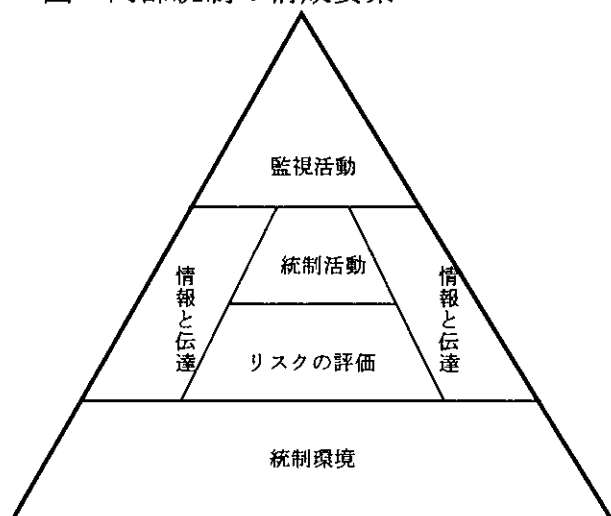 監視活動
統制活動
情報と伝達
情報と伝達
リスクの評価
統制環境